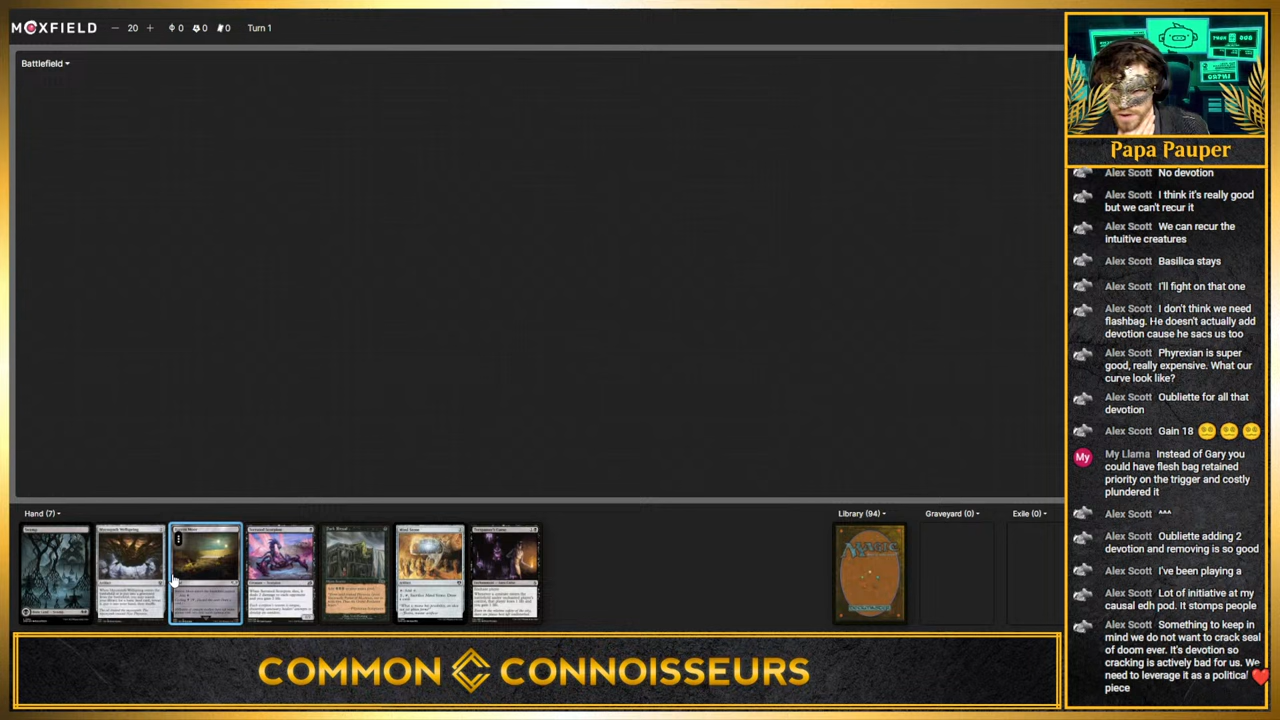 MOXFIELD
20
0
0
0
Turn 1
Battlefield
Papa Pauper
Alex Scott No devotion
Alex Scott I think it's really good
but we can't recur it
Alex Scott We can recur the
intuitive creatures
Alex Scott Basilica stays
Alex Scott I'll fight on that one
Alex Scott I don't think we need
flashbag. He doesn't actually add
devotion cause he sacs us too
Alex Scott Phyrexian is super
good, really expensive. What our
curve look like?
Alex Scott Oubliette for all that
devotion
Alex Scott Gain 18
My
My Llama Instead of Gary you
could have flesh bag retained
priority on the trigger and costly
plundered it
Alex Scott ^^^
Alex Scott Oubliette adding 2
devotion and removing is so good
Alex Scott I've been playing a
Alex Scott Lot of oubliette at my
causal edh pod. It stamps people
Alex Scott Something to keep in
mind we do not want to crack seal
of doom ever. It's devotion so
cracking is actively bad for us. We
need to leverage it as a political
piece
Hand (7)
Library (94)
Graveyard (0)
Exile (0)
Swamp
Dark Ritual
Mind Stone
COMMON CONNOISSEURS